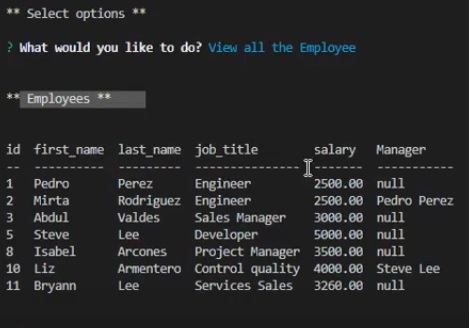 ** Select options **
? What would you like to do? View all the Employee
** Employees **
id  first_name  last_name  job_title        salary   Manager
--  ----------  ---------  ---------------  -------  -----------
1   Pedro       Perez      Engineer         2500.00  null
2   Mirta       Rodriguez  Engineer         2500.00  Pedro Perez
3   Abdul       Valdes     Sales Manager    3000.00  null
5   Steve       Lee        Developer        5000.00  null
8   Isabel      Arcones    Project Manager  3500.00  null
10  Liz         Armentero  Control quality  4000.00  Steve Lee
11  Bryann      Lee        Services Sales   3260.00  null